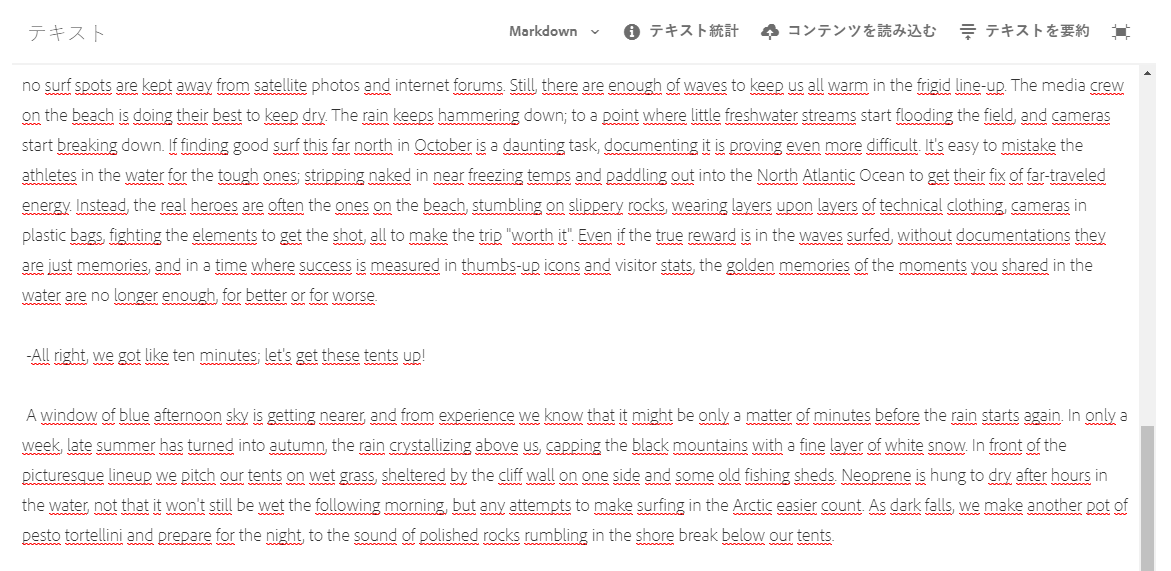 テキスト
Markdown
テキスト統計
コンテンツを読み込む
テキストを要約
no surf spots are kept away from satellite photos and internet forums. Still, there are enough of waves to keep us all warm in the frigid line-up. The media crew
on the beach is doing their best to keep dry. The rain keeps hammering down; to a point where little freshwater streams start flooding the field, and cameras
start breaking down. If finding good surf this far north in October is a daunting task, documenting it is proving even more difficult. It's easy to mistake the
athletes in the water for the tough ones; stripping naked in near freezing temps and paddling out into the North Atlantic Ocean to get their fix of far-traveled
energy. Instead, the real heroes are often the ones on the beach, stumbling on slippery rocks, wearing layers upon layers of technical clothing, cameras in
plastic bags, fighting the elements to get the shot, all to make the trip "worth it". Even if the true reward is in the waves surfed, without documentations they
are just memories, and in a time where success is measured in thumbs-up icons and visitor stats, the golden memories of the moments you shared in the
water are no longer enough, for better or for worse.
-All right, we got like ten minutes; let's get these tents up!
A window of blue afternoon sky is getting nearer, and from experience we know that it might be only a matter of minutes before the rain starts again. In only a
week, late summer has turned into autumn, the rain crystallizing above us, capping the black mountains with a fine layer of white snow. In front of the
picturesque lineup we pitch our tents on wet grass, sheltered by the cliff wall on one side and some old fishing sheds. Neoprene is hung to dry after hours in
the water, not that it won't still be wet the following morning, but any attempts to make surfing in the Arctic easier count. As dark falls, we make another pot of
pesto tortellini and prepare for the night, to the sound of polished rocks rumbling in the shore break below our tents.